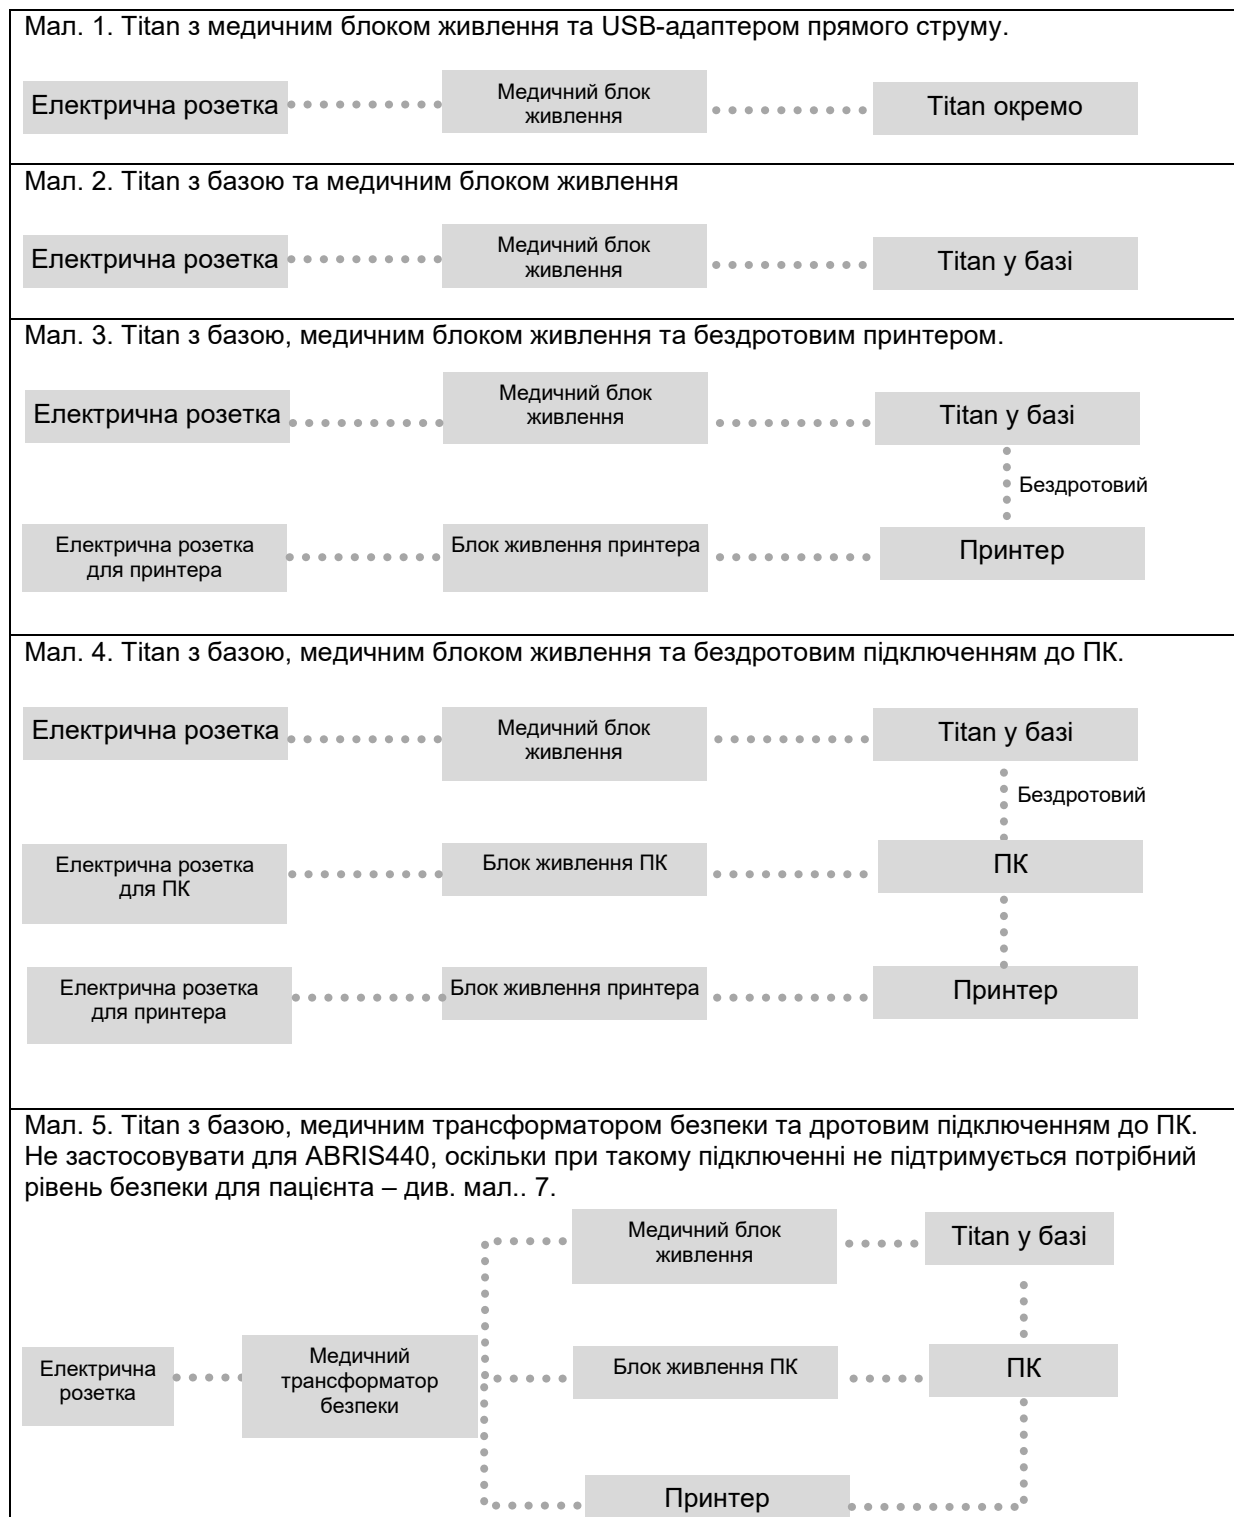 Мал. 1. Titan з медичним блоком живлення та USB-адаптером прямого струму.
Електрична розетка
Медичний блок
живлення
Titan окремо
Мал. 2. Titan з базою та медичним блоком живлення
Електрична розетка
Медичний блок
живлення
Titan у базі
Мал. 3. Titan з базою, медичним блоком живлення та бездротовим принтером.
Електрична розетка
Медичний блок
живлення
Titan у базі
Бездротовий
Електрична розетка
для принтера
Блок живлення принтера
Принтер
Мал. 4. Titan з базою, медичним блоком живлення та бездротовим підключенням до ПК.
Електрична розетка
Медичний блок
живлення
Titan у базі
Бездротовий
Електрична розетка
для ПК
Блок живлення ПК
ПК
Електрична розетка
для принтера
Блок живлення принтера
Принтер
Мал. 5. Titan з базою, медичним трансформатором безпеки та дротовим підключенням до ПК.
Не застосовувати для ABRIS440, оскільки при такому підключенні не підтримується потрібний
рівень безпеки для пацієнта – див. мал.. 7.
Медичний блок
живлення
Titan у базі
Електрична
розетка
Медичний
трансформатор
безпеки
Блок живлення ПК
ПК
Принтер